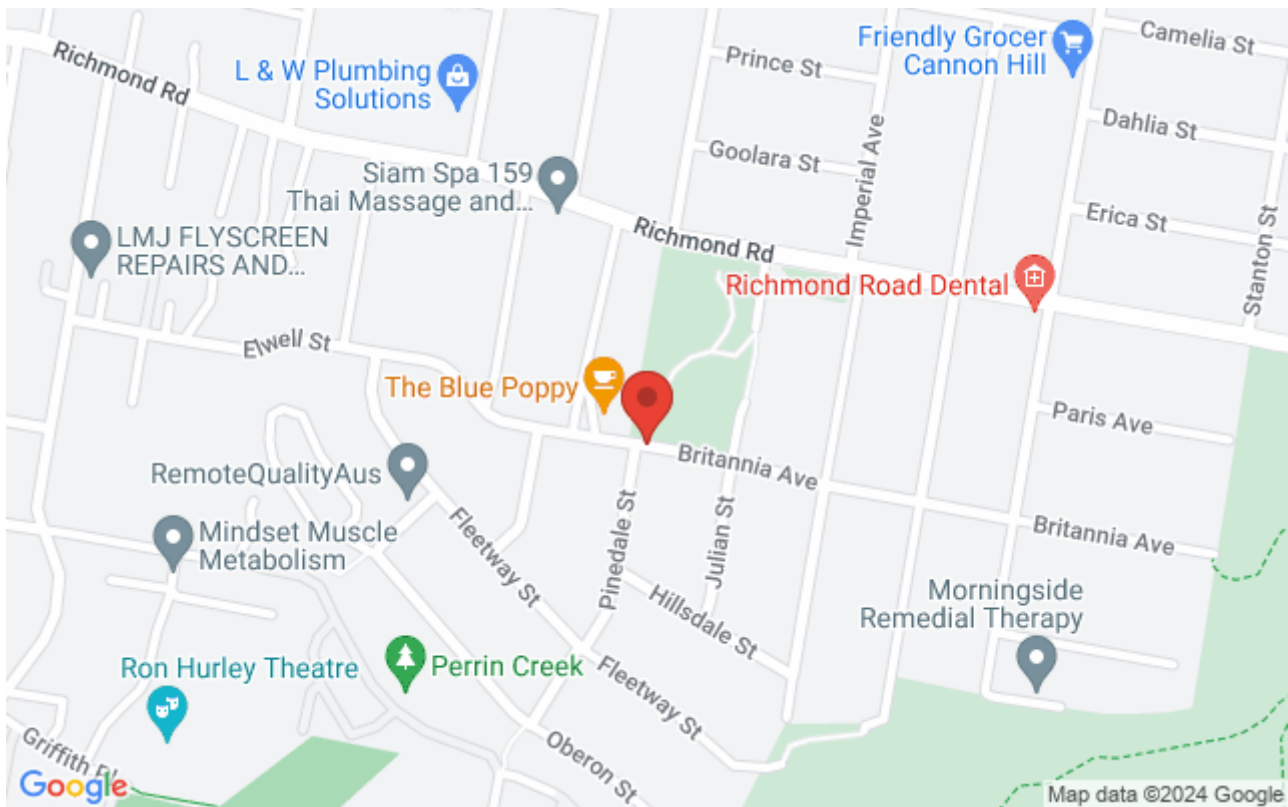 Richmond Rd
L & W Plumbing
Solutions
Prince St
Friendly Grocer
Cannon Hill
Camelia St
Dahlia St
Goolara St
Imperial Ave
Siam Spa 159
Thai Massage and...
Erica St
Stanton St
LMJ FLYSCREEN
REPAIRS AND...
Richmond Rd
Richmond Road Dental
Elwell St
The Blue Poppy
Paris Ave
Britannia Ave
RemoteQualityAus
Fleetway St
Pinedale St
Julian St
Britannia Ave
Mindset Muscle
Metabolism
Hillsdale St
Morningside
Remedial Therapy
Ron Hurley Theatre
Perrin Creek
Fleetway St
Oberon St
Griffith
Google
Map data ©2024 Google